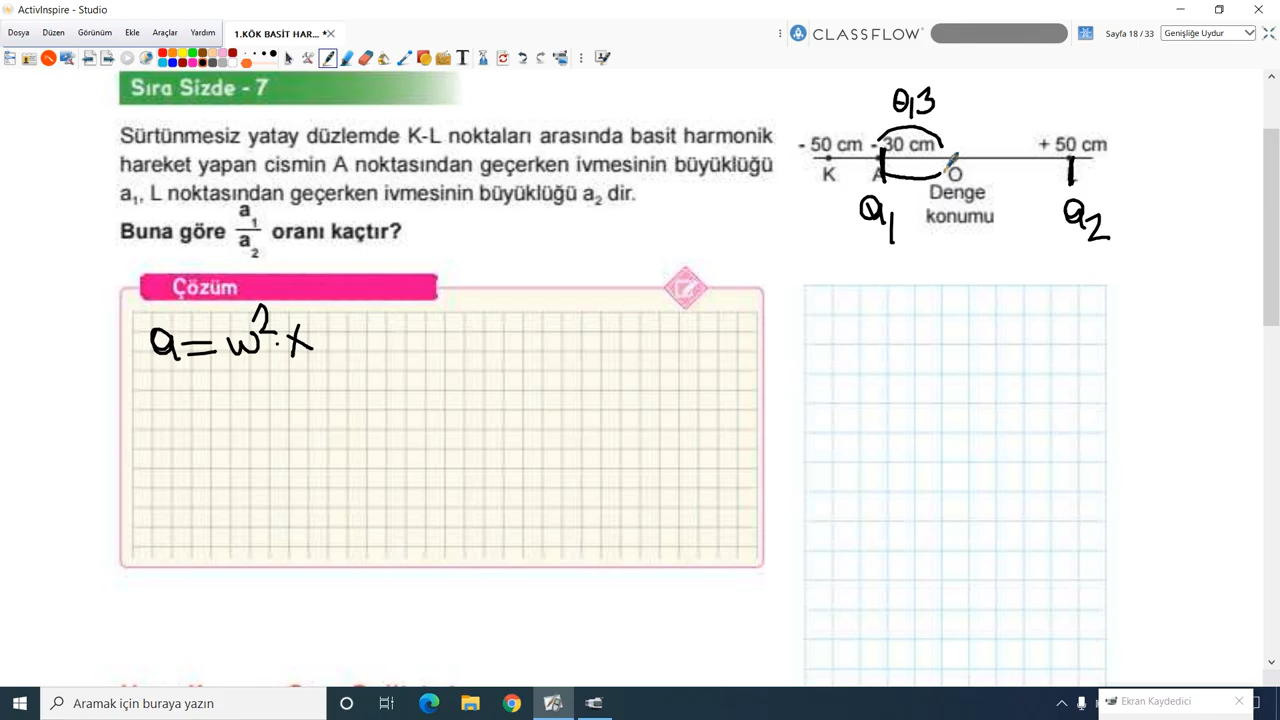 ActivInspire - Studio
Dosya Düzen Görünüm Ekle Araçlar Yardım
1.KÖK BASİT HAR... *
CLASSFLOW
Sayfa 18 / 33
Genişliğe Uydur
Sıra Sizde - 7
Sürtünmesiz yatay düzlemde K-L noktaları arasında basit harmonik
hareket yapan cismin A noktasından geçerken ivmesinin büyüklüğü
a₁, L noktasından geçerken ivmesinin büyüklüğü a₂ dir.
Buna göre a₁/a₂ oranı kaçtır?
0,3
- 50 cm - 30 cm + 50 cm
K A O
Denge
konumu
a1 a2
Çözüm
a = w².x
Aramak için buraya yazın
Ekran Kaydedici